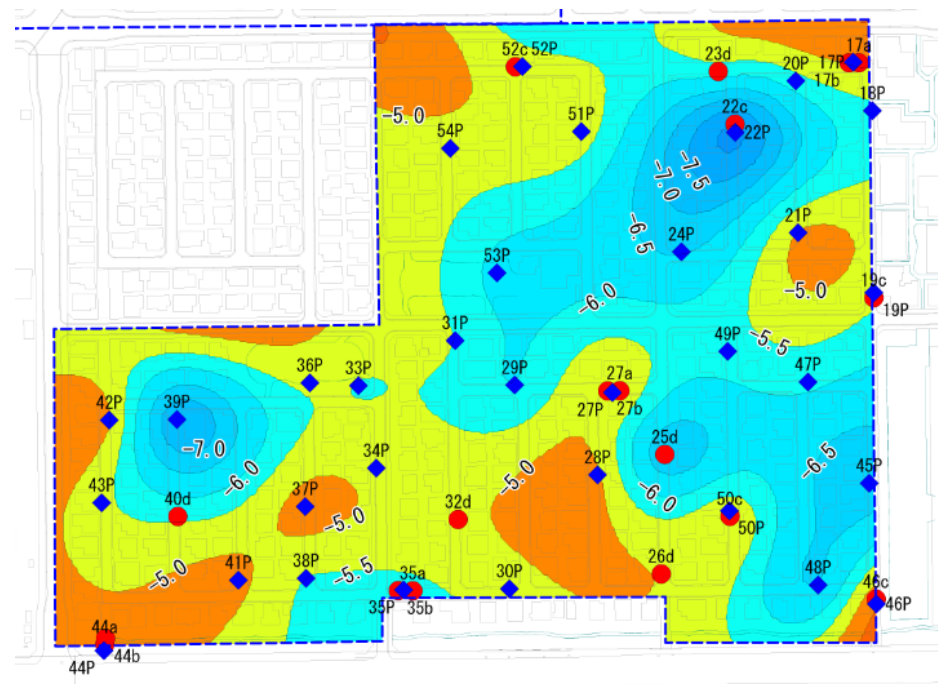 52c 52P
23d
17a
17P
20P
17b
18P
-5.0
22c
51P
54P
22P
-7.5
-7.0
21P
-6.5
24P
53P
19c
-5.0
-6.0
19P
31P
49P
-5.5
36P
33P
29P
27a
47P
42P
39P
27P
27b
25d
-7.0
34P
28P
-6.5
45P
-6.0
-5.0
43P
40d
37P
32d
-6.0
50c
-5.0
50P
41P
38P
-5.5
-5.0
35a
30P
26d
48P
46c
35P
35b
46P
44a
44b
44P